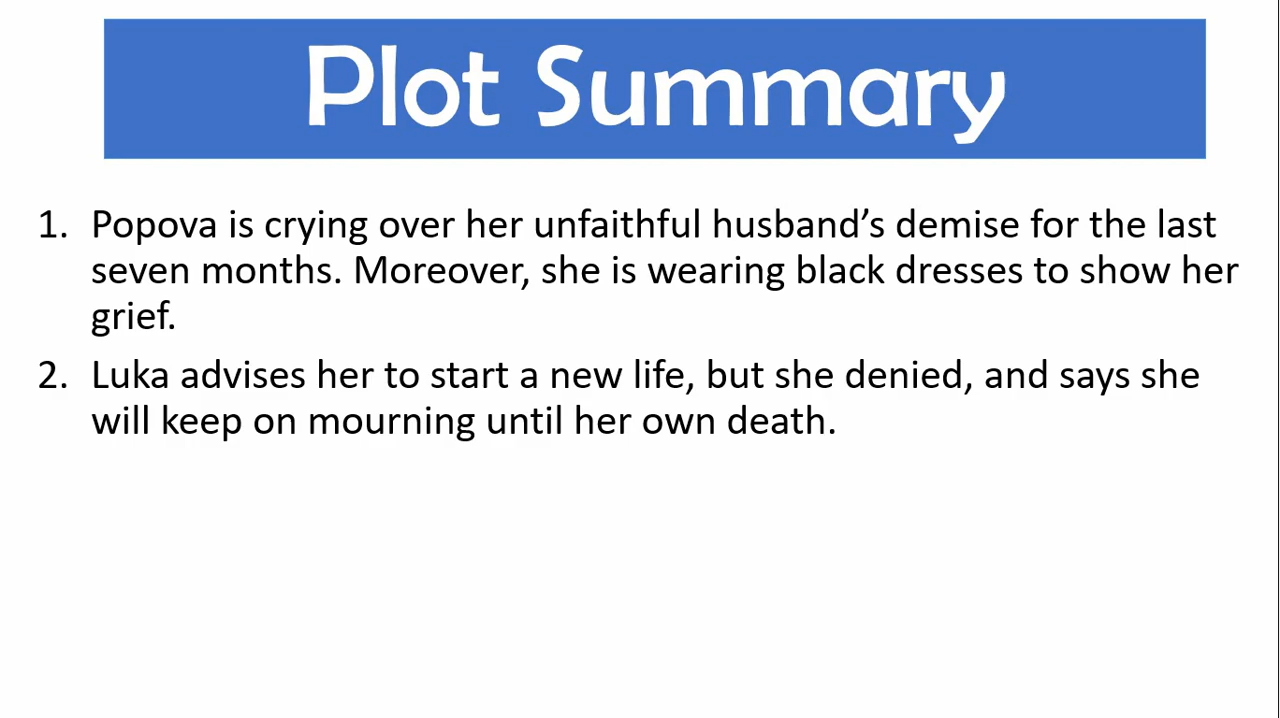 Plot Summary
1. Popova is crying over her unfaithful husband’s demise for the last
seven months. Moreover, she is wearing black dresses to show her
grief.
2. Luka advises her to start a new life, but she denied, and says she
will keep on mourning until her own death.